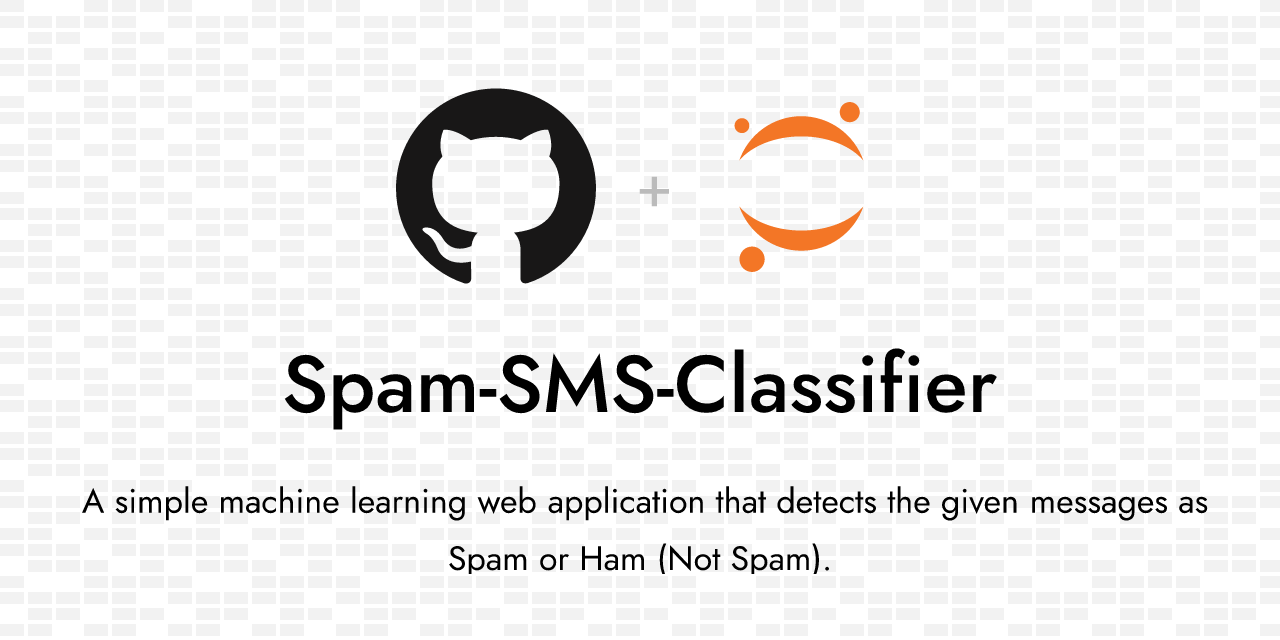 Spam-SMS-Classifier
A simple machine learning web application that detects the given messages as
Spam or Ham (Not Spam).